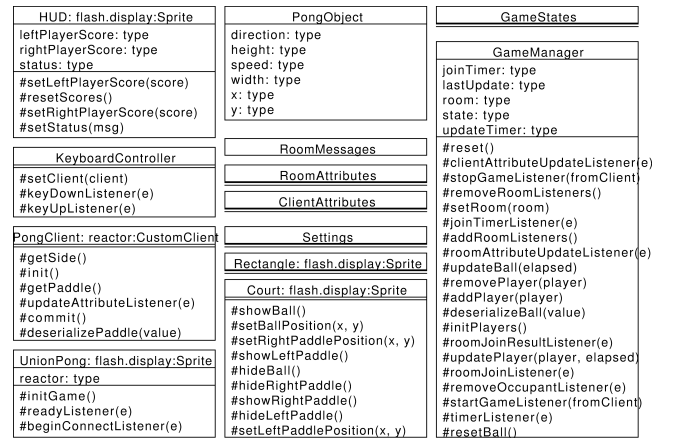 HUD: flash.display:Sprite
leftPlayerScore: type
rightPlayerScore: type
status: type
#setLeftPlayerScore(score)
#resetScores()
#setRightPlayerScore(score)
#setStatus(msg)
KeyboardController
#setClient(client)
#keyDownListener(e)
#keyUpListener(e)
PongClient: reactor:CustomClient
#getSide()
#init()
#getPaddle()
#updateAttributeListener(e)
#commit()
#deserializePaddle(value)
UnionPong: flash.display:Sprite
reactor: type
#initGame()
#readyListener(e)
#beginConnectListener(e)
PongObject
direction: type
height: type
speed: type
width: type
x: type
y: type
RoomMessages
RoomAttributes
ClientAttributes
Settings
Rectangle: flash.display:Sprite
Court: flash.display:Sprite
#showBall()
#setBallPosition(x, y)
#setRightPaddlePosition(x, y)
#showLeftPaddle()
#hideBall()
#hideRightPaddle()
#showRightPaddle()
#hideLeftPaddle()
#setLeftPaddlePosition(x, y)
GameStates
GameManager
joinTimer: type
lastUpdate: type
room: type
state: type
updateTimer: type
#reset()
#clientAttributeUpdateListener(e)
#stopGameListener(fromClient)
#removeRoomListeners()
#setRoom(room)
#joinTimerListener(e)
#addRoomListeners()
#roomAttributeUpdateListener(e)
#updateBall(elapsed)
#removePlayer(player)
#addPlayer(player)
#deserializeBall(value)
#initPlayers()
#roomJoinResultListener(e)
#updatePlayer(player, elapsed)
#roomJoinListener(e)
#removeOccupantListener(e)
#startGameListener(fromClient)
#timerListener(e)
#resetBall()